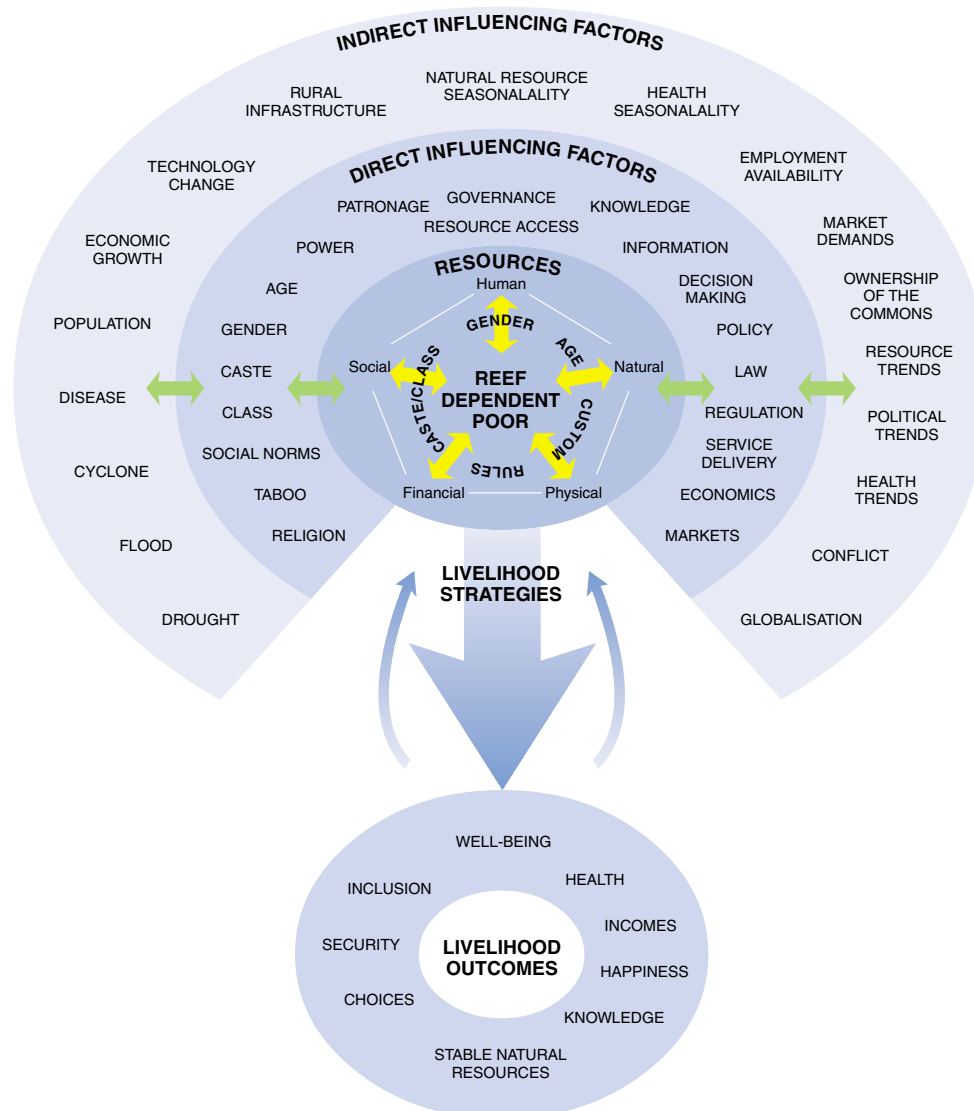 INDIRECT INFLUENCING FACTORS
NATURAL RESOURCE
SEASONALALITY
RURAL
INFRASTRUCTURE
HEALTH
SEASONALALITY
TECHNOLOGY
CHANGE
EMPLOYMENT
AVAILABILITY
ECONOMIC
GROWTH
MARKET
DEMANDS
POPULATION
OWNERSHIP
OF THE
COMMONS
DISEASE
RESOURCE
TRENDS
CYCLONE
POLITICAL
TRENDS
FLOOD
HEALTH
TRENDS
DROUGHT
CONFLICT
GLOBALISATION
DIRECT INFLUENCING FACTORS
GOVERNANCE
PATRONAGE
KNOWLEDGE
RESOURCE ACCESS
POWER
INFORMATION
AGE
DECISION
MAKING
GENDER
POLICY
CASTE
LAW
CLASS
REGULATION
SOCIAL NORMS
SERVICE
DELIVERY
TABOO
ECONOMICS
RELIGION
MARKETS
RESOURCES
Human
GENDER
AGE
CASTE/CLASS
CUSTOM
RULES
Social
Natural
REEF
DEPENDENT
POOR
Financial
Physical
LIVELIHOOD
STRATEGIES
WELL-BEING
INCLUSION
HEALTH
INCOMES
SECURITY
LIVELIHOOD
OUTCOMES
HAPPINESS
CHOICES
KNOWLEDGE
STABLE NATURAL
RESOURCES